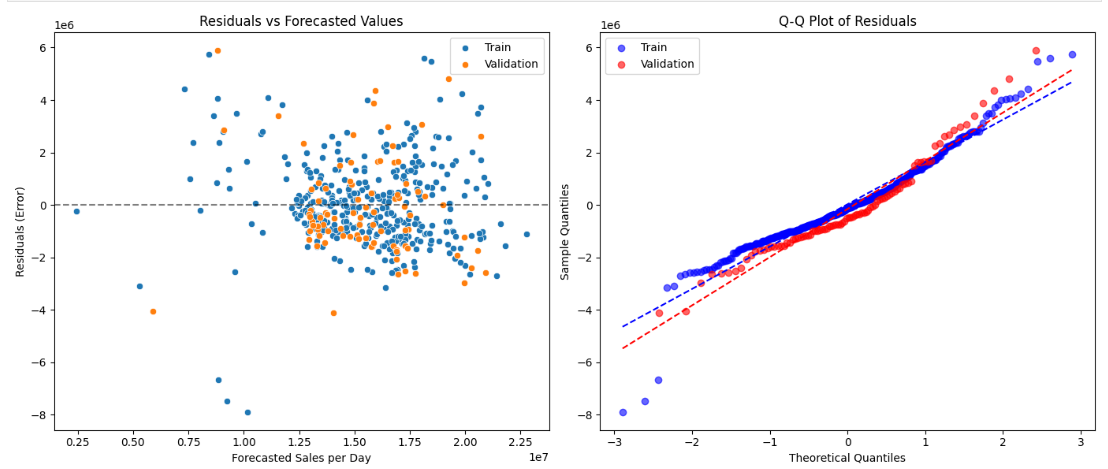 Residuals vs Forecasted Values
1e6
6
4
2
0
−2
−4
−6
−8
Residuals (Error)
Train
Validation
0.25
0.50
0.75
1.00
1.25
1.50
1.75
2.00
2.25
1e7
Forecasted Sales per Day
Q-Q Plot of Residuals
1e6
6
4
2
0
−2
−4
−6
−8
Sample Quantiles
Train
Validation
−3
−2
−1
0
1
2
3
Theoretical Quantiles